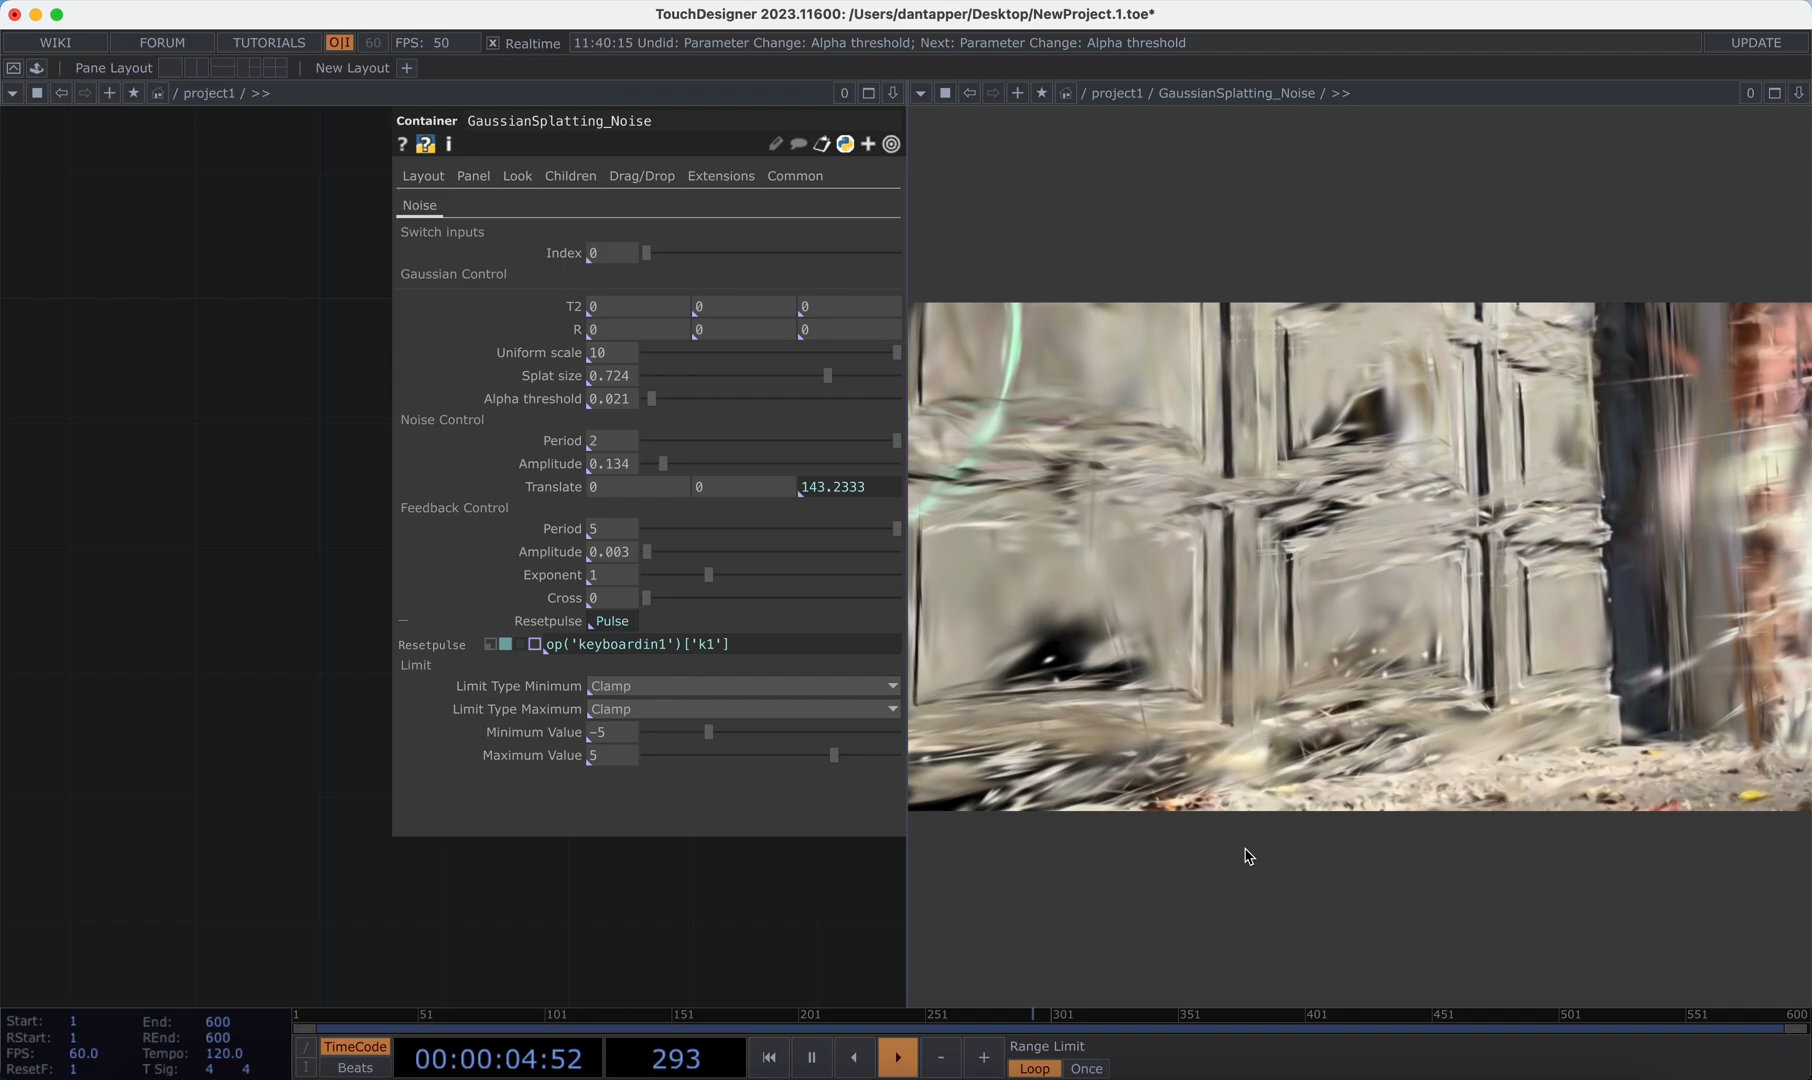 TouchDesigner 2023.11600: /Users/dantapper/Desktop/NewProject.1.toe*
WIKI FORUM TUTORIALS O|I 60 FPS: 50 Realtime 11:40:15 Undid: Parameter Change: Alpha threshold; Next: Parameter Change: Alpha threshold UPDATE
Pane Layout New Layout +
/ project1 / >> 0
/ project1 / GaussianSplatting_Noise / >> 0
Container GaussianSplatting_Noise
? ? i
Layout Panel Look Children Drag/Drop Extensions Common
Noise
Switch inputs
Index 0
Gaussian Control
T2 0 0 0
R 0 0 0
Uniform scale 10
Splat size 0.724
Alpha threshold 0.021
Noise Control
Period 2
Amplitude 0.134
Translate 0 0 143.2333
Feedback Control
Period 5
Amplitude 0.003
Exponent 1
Cross 0
Resetpulse Pulse
Resetpulse op('keyboardin1')['k1']
Limit
Limit Type Minimum Clamp
Limit Type Maximum Clamp
Minimum Value -5
Maximum Value 5
1 51 101 151 201 251 301 351 401 451 501 551 600
Start: 1 End: 600
RStart: 1 REnd: 600
FPS: 60.0 Tempo: 120.0
ResetF: 1 T Sig: 4 4
/ TimeCode
I Beats
00:00:04:52 293
- +
Range Limit
Loop Once